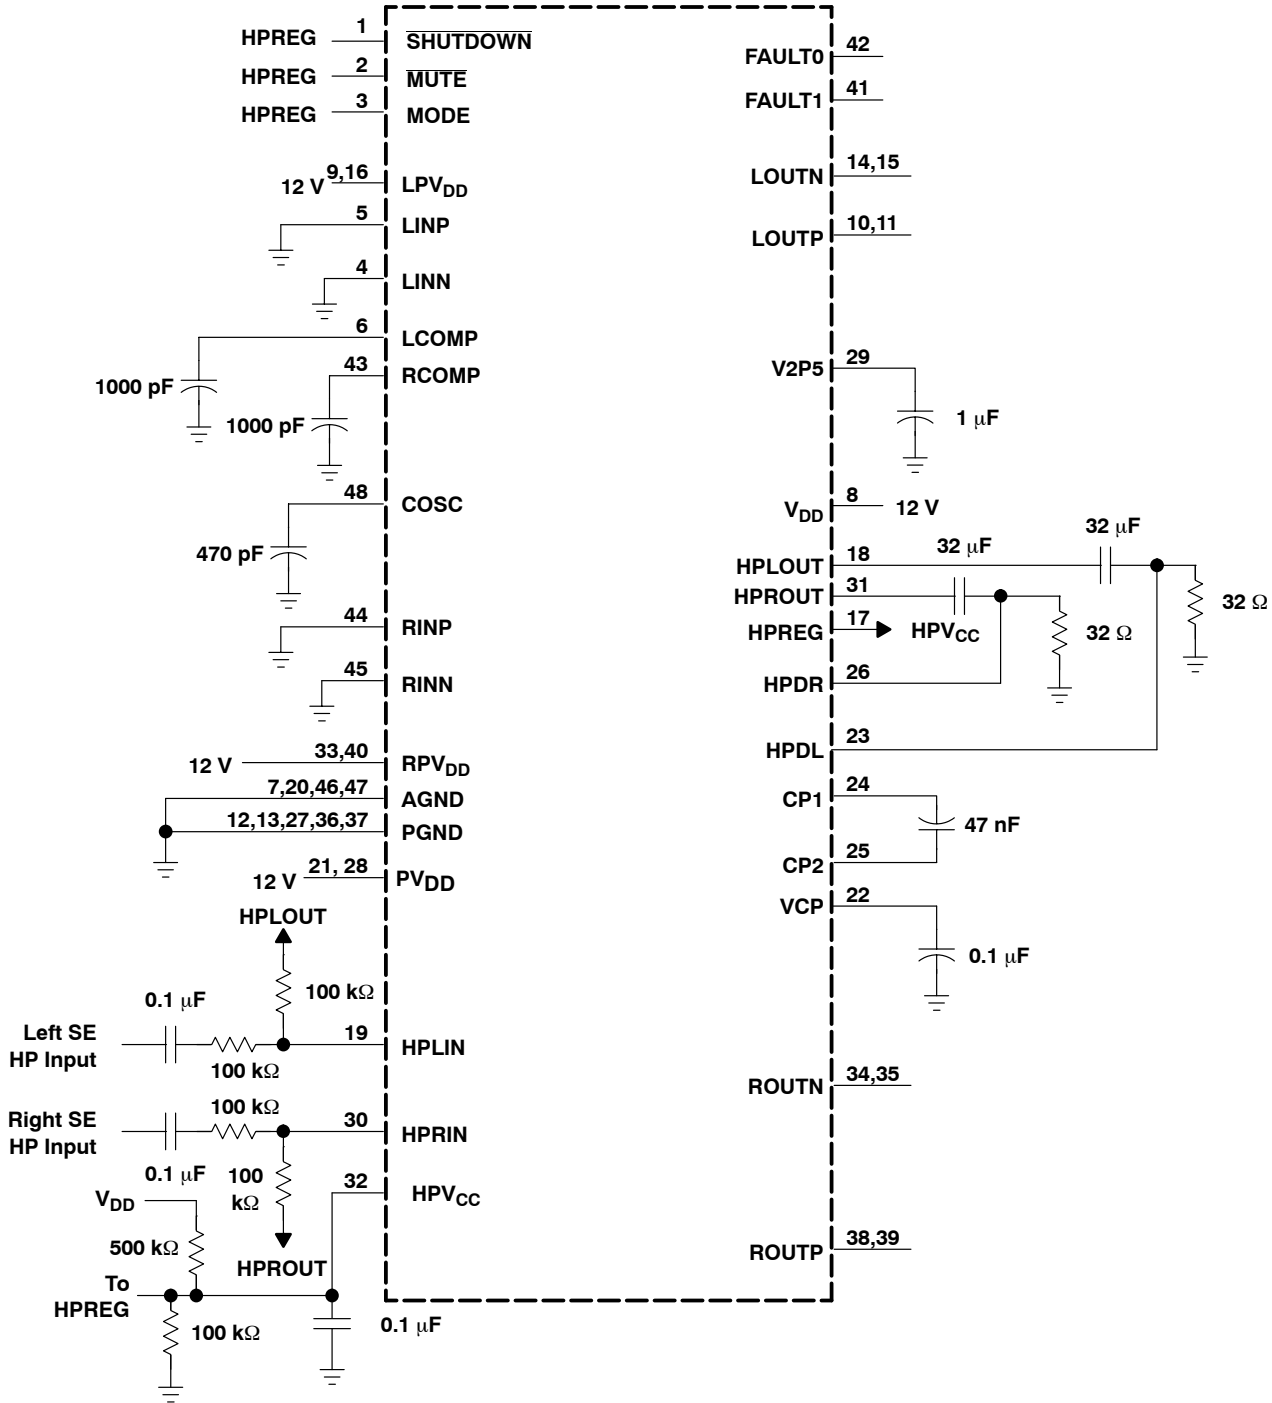 HPREG 1 SHUTDOWN
HPREG 2 MUTE
HPREG 3 MODE
12 V 9,16 LPVDD
5 LINP
4 LINN
6 LCOMP
1000 pF
43 RCOMP
1000 pF
48 COSC
470 pF
44 RINP
45 RINN
12 V 33,40 RPVDD
7,20,46,47 AGND
12,13,27,36,37 PGND
12 V 21, 28 PVDD
HPLOUT
100 kΩ
0.1 µF
Left SE
HP Input
19 HPLIN
100 kΩ
100 kΩ
Right SE
HP Input
30 HPRIN
0.1 µF
100
kΩ
32 HPVCC
VDD
500 kΩ
HPROUT
To
HPREG
100 kΩ
0.1 µF
FAULT0 42
FAULT1 41
LOUTN 14,15
LOUTP 10,11
V2P5 29
1 µF
VDD 8 12 V
32 µF
32 µF
HPLOUT 18
HPROUT 31
32 Ω
HPREG 17 HPVCC
32 Ω
HPDR 26
HPDL 23
CP1 24
47 nF
CP2 25
VCP 22
0.1 µF
ROUTN 34,35
ROUTP 38,39